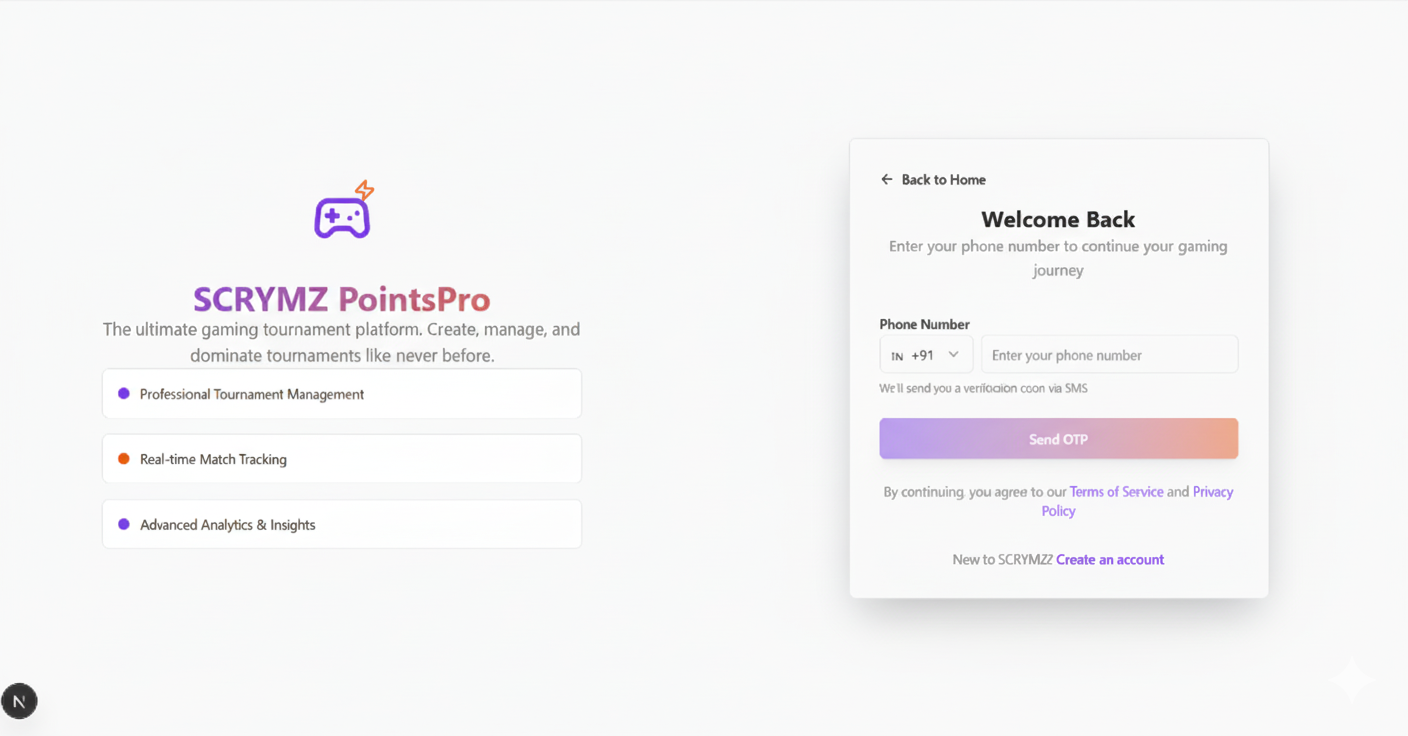 SCRYMZ PointsPro
The ultimate gaming tournament platform. Create, manage, and
dominate tournaments like never before.
Professional Tournament Management
Real-time Match Tracking
Advanced Analytics & Insights
N
Back to Home
Welcome Back
Enter your phone number to continue your gaming
journey
Phone Number
IN +91
Enter your phone number
We'll send you a verifiocioon coon via SMS
Send OTP
By continuing, you agree to our Terms of Service and Privacy
Policy
New to SCRYMZ? Create an account